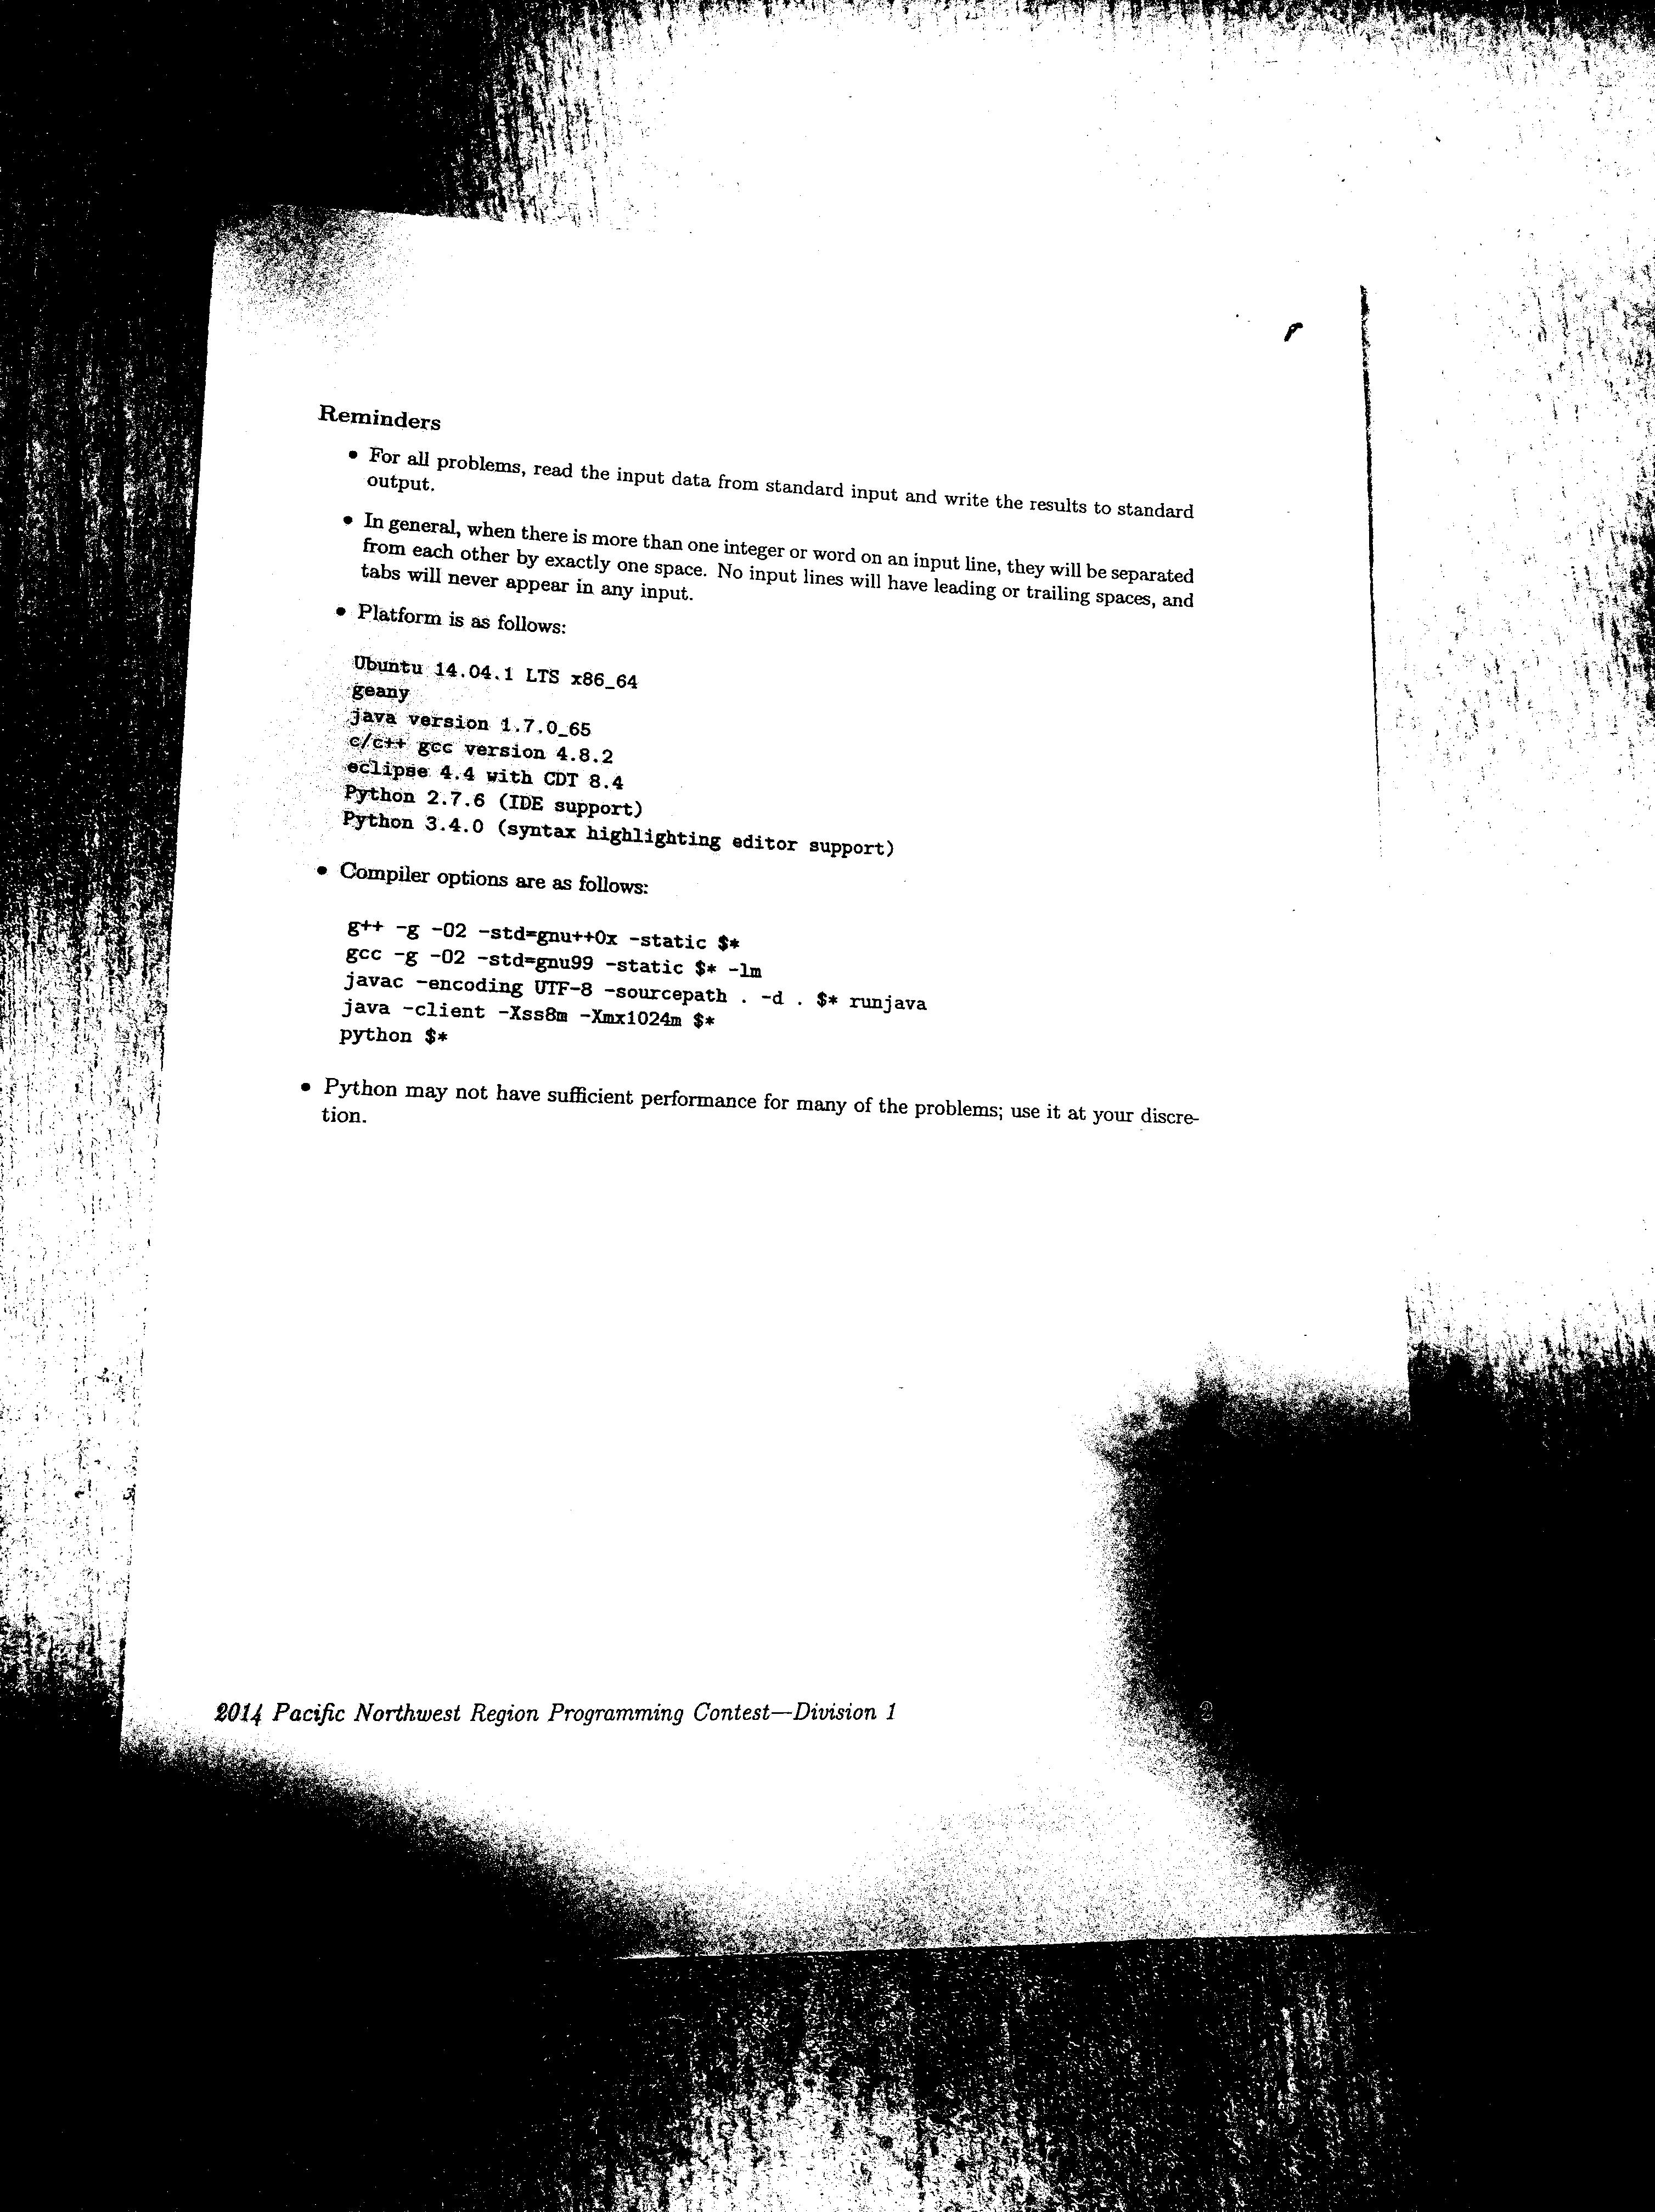 Reminders
• For all problems, read the input data from standard input and write the results to standard
output.
• In general, when there is more than one integer or word on an input line, they will be separated
from each other by exactly one space. No input lines will have leading or trailing spaces, and
tabs will never appear in any input.
• Platform is as follows:
Ubuntu 14.04.1 LTS x86_64
geany
java version 1.7.0_65
c/c++ gcc version 4.8.2
eclipse 4.4 with CDT 8.4
Python 2.7.6 (IDE support)
Python 3.4.0 (syntax highlighting editor support)
• Compiler options are as follows:
g++ -g -O2 -std=gnu++0x -static $*
gcc -g -O2 -std=gnu99 -static $* -lm
javac -encoding UTF-8 -sourcepath . -d . $* runjava
java -client -Xss8m -Xmx1024m $*
python $*
• Python may not have sufficient performance for many of the problems; use it at your discre-
tion.
2014 Pacific Northwest Region Programming Contest—Division 1
2